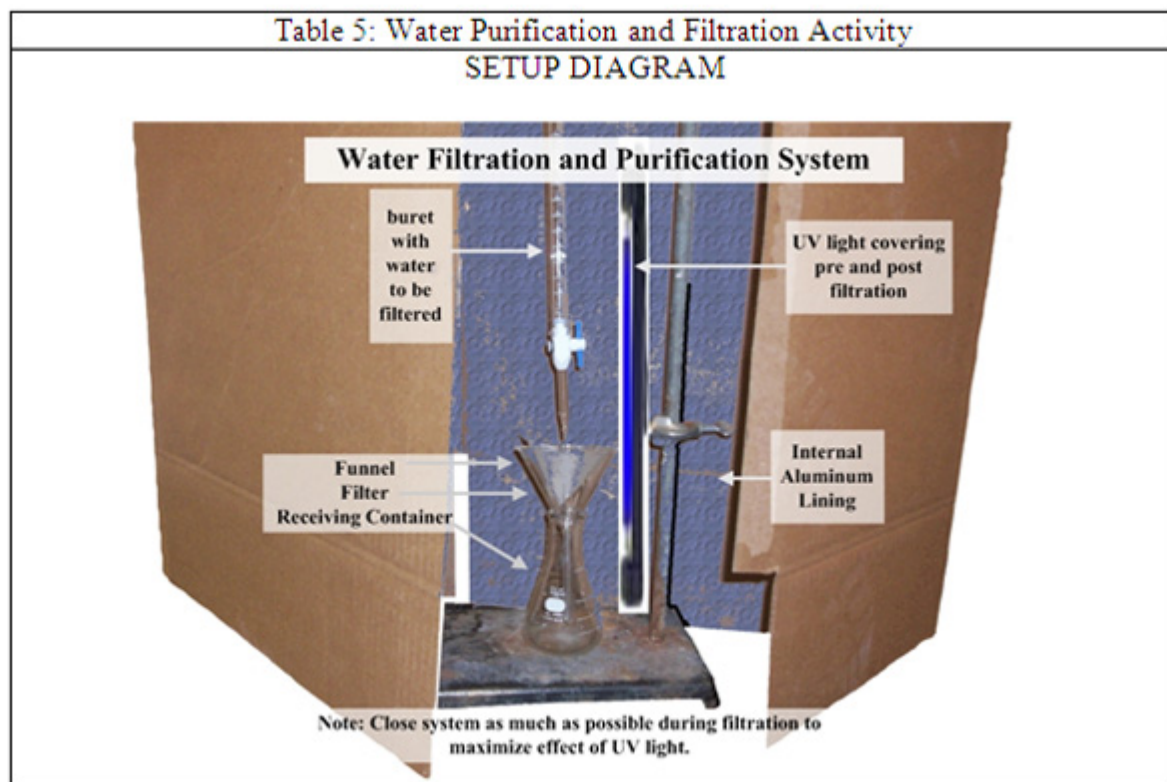 Table 5: Water Purification and Filtration Activity
SETUP DIAGRAM
Water Filtration and Purification System
buret
with
water
to be
filtered
UV light covering
pre and post
filtration
Funnel
Filter
Receiving Container
Internal
Aluminum
Lining
Note: Close system as much as possible during filtration to
maximize effect of UV light.